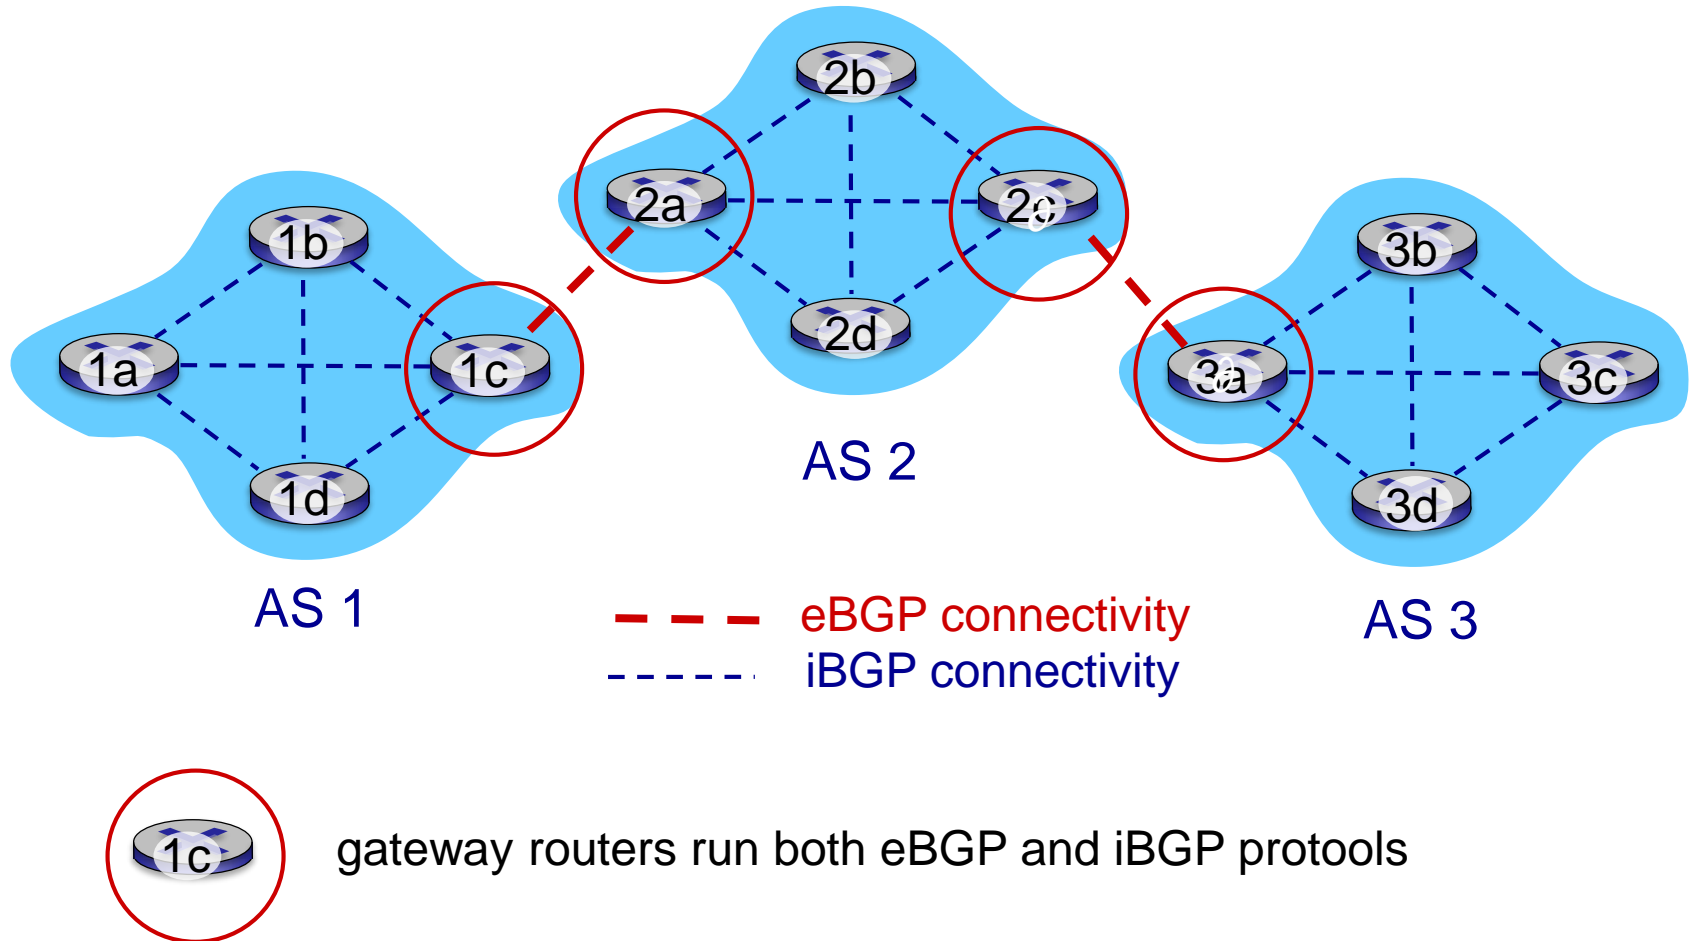 2b
2a
2c
2d
AS 2
1b
1a
1c
1d
AS 1
3b
3a
3c
3d
AS 3
eBGP connectivity
iBGP connectivity
1c
gateway routers run both eBGP and iBGP protools